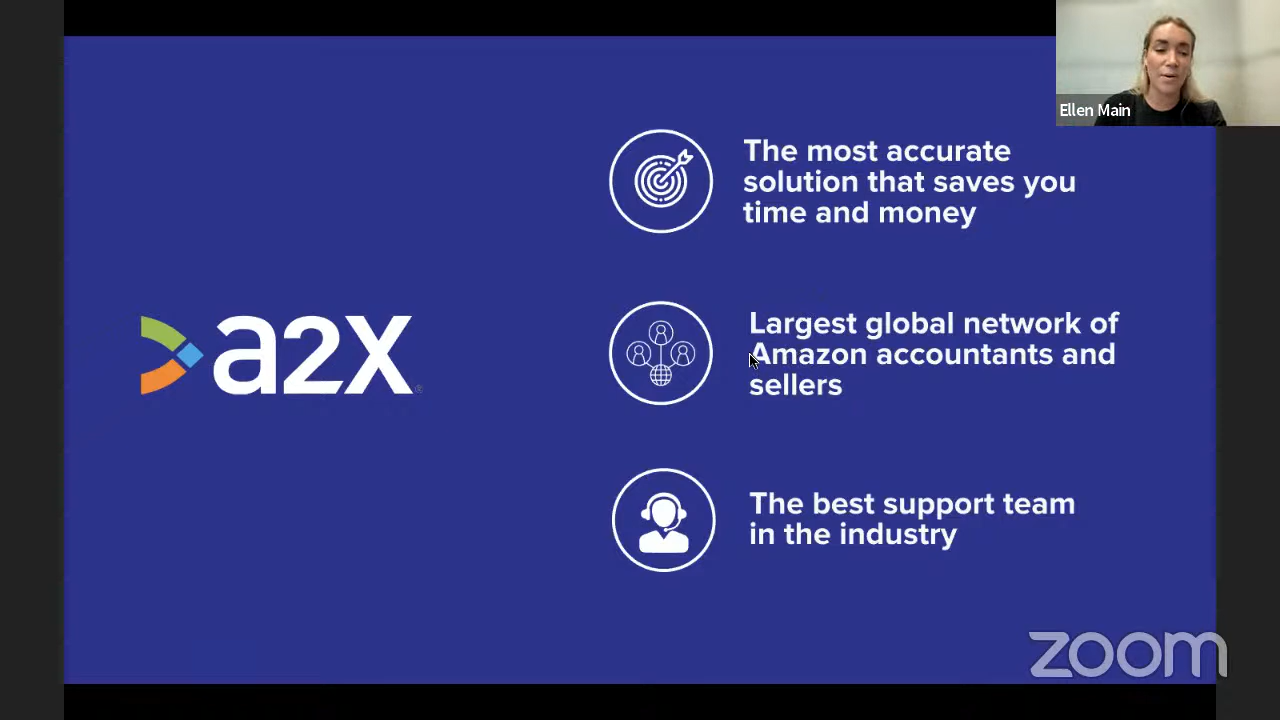 Ellen Main
The most accurate
solution that saves you
time and money
a2x
Largest global network of
Amazon accountants and
sellers
The best support team
in the industry
zoom